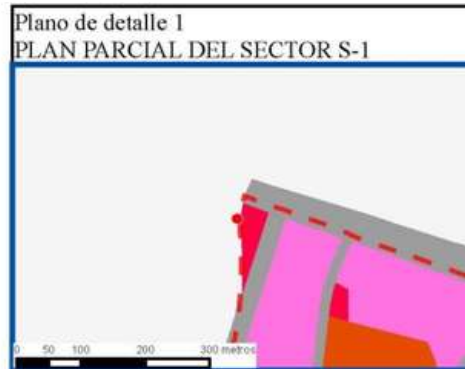 Plano de detalle 1
PLAN PARCIAL DEL SECTOR S-1
0 50 100 200 300 metros